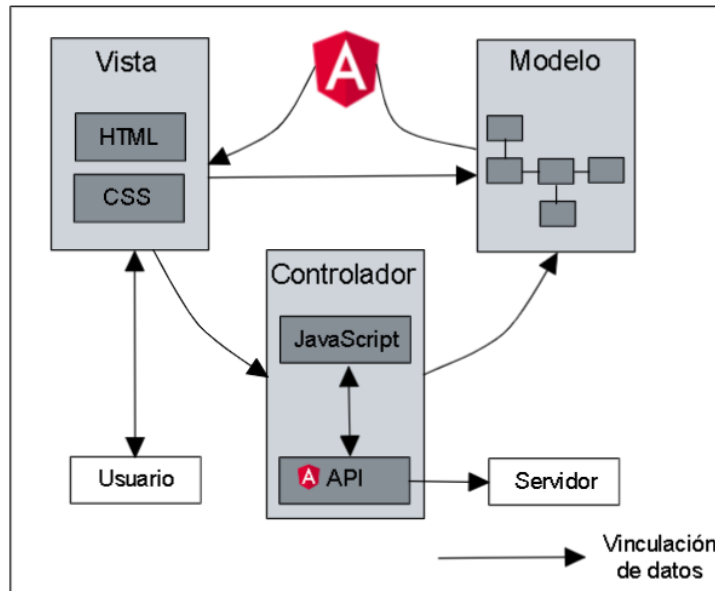 Vista
A
Modelo
HTML
CSS
Controlador
JavaScript
Usuario
A API
Servidor
Vinculación
de datos